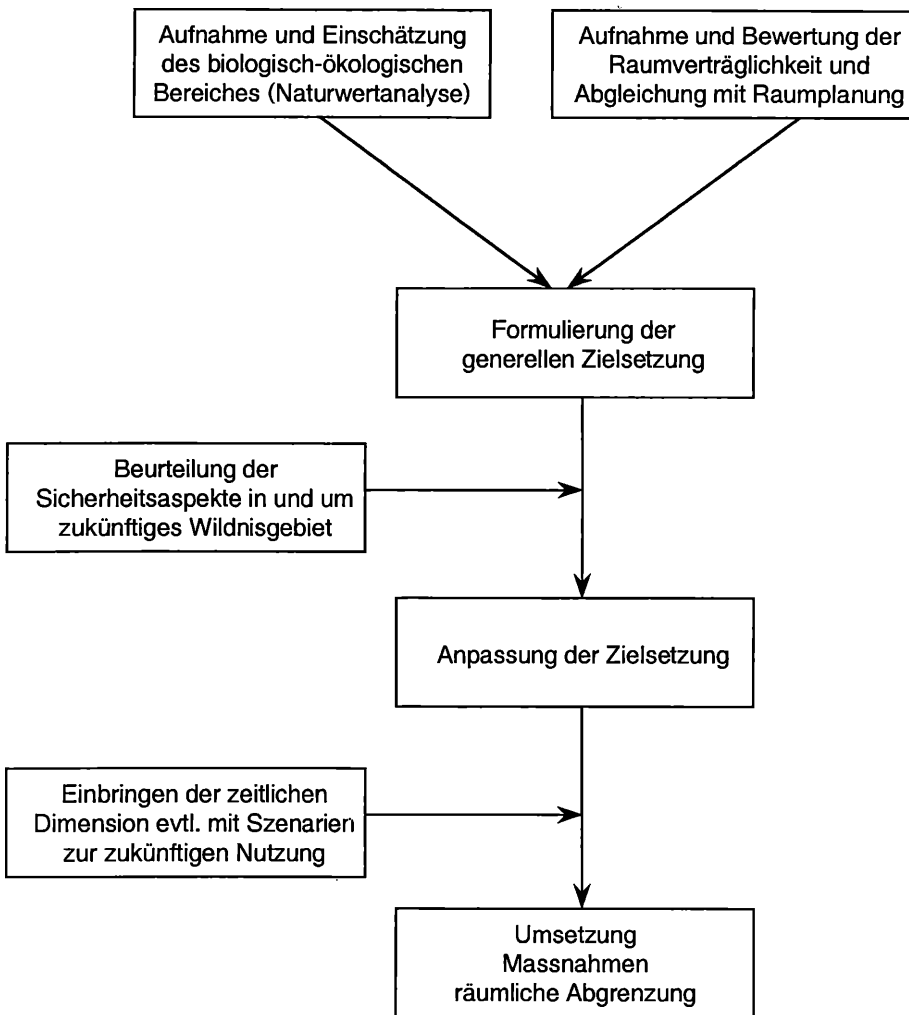 Aufnahme und Einschätzung
des biologisch-ökologischen
Bereiches (Naturwertanalyse)
Aufnahme und Bewertung der
Raumverträglichkeit und
Abgleichung mit Raumplanung
Formulierung der
generellen Zielsetzung
Beurteilung der
Sicherheitsaspekte in und um
zukünftiges Wildnisgebiet
Anpassung der Zielsetzung
Einbringen der zeitlichen
Dimension evtl. mit Szenarien
zur zukünftigen Nutzung
Umsetzung
Massnahmen
räumliche Abgrenzung